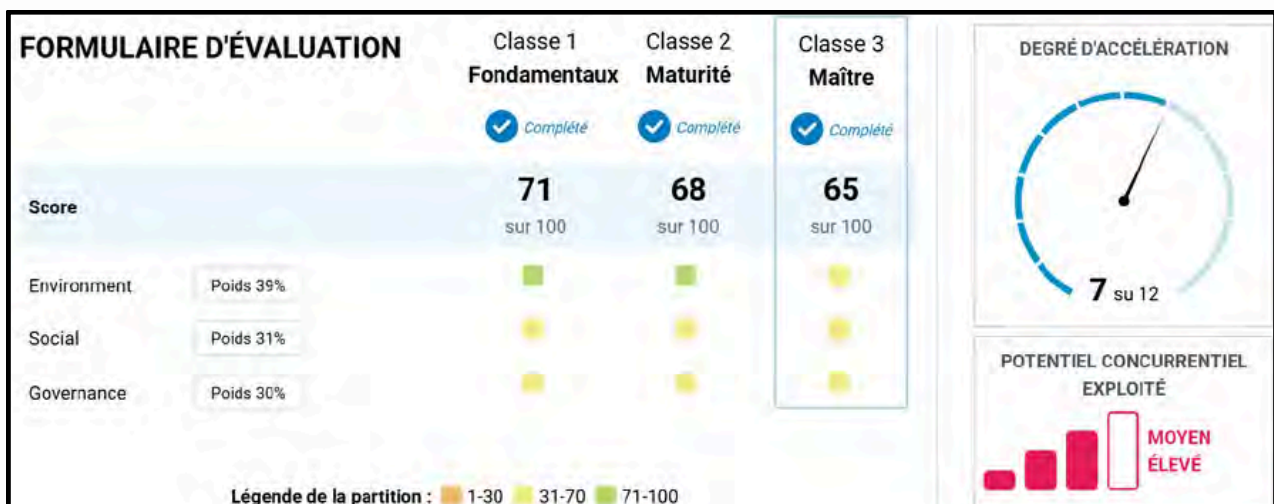 FORMULAIRE D'ÉVALUATION
Classe 1
Fondamentaux
Complété
Classe 2
Maturité
Complété
Classe 3
Maître
Complété
Score
71
sur 100
68
sur 100
65
sur 100
Environment
Poids 39%
Social
Poids 31%
Governance
Poids 30%
Légende de la partition : 1-30 31-70 71-100
DEGRÉ D'ACCÉLÉRATION
7 su 12
POTENTIEL CONCURRENTIEL
EXPLOITÉ
MOYEN
ÉLEVÉ